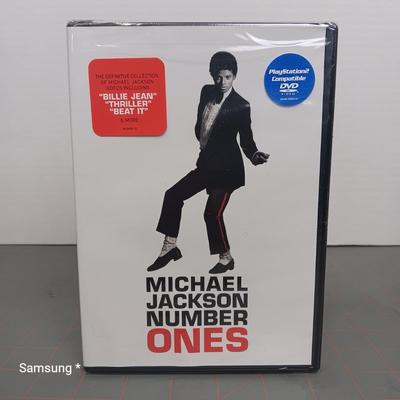 THE DEFINITIVE COLLECTION
OF MICHAEL JACKSON
VIDEOS INCLUDING
"BILLIE JEAN"
"THRILLER"
"BEAT IT"
& MORE
PlayStation2
Compatible
DVD
VIDEO
MICHAEL
JACKSON
NUMBER
ONES
Samsung *